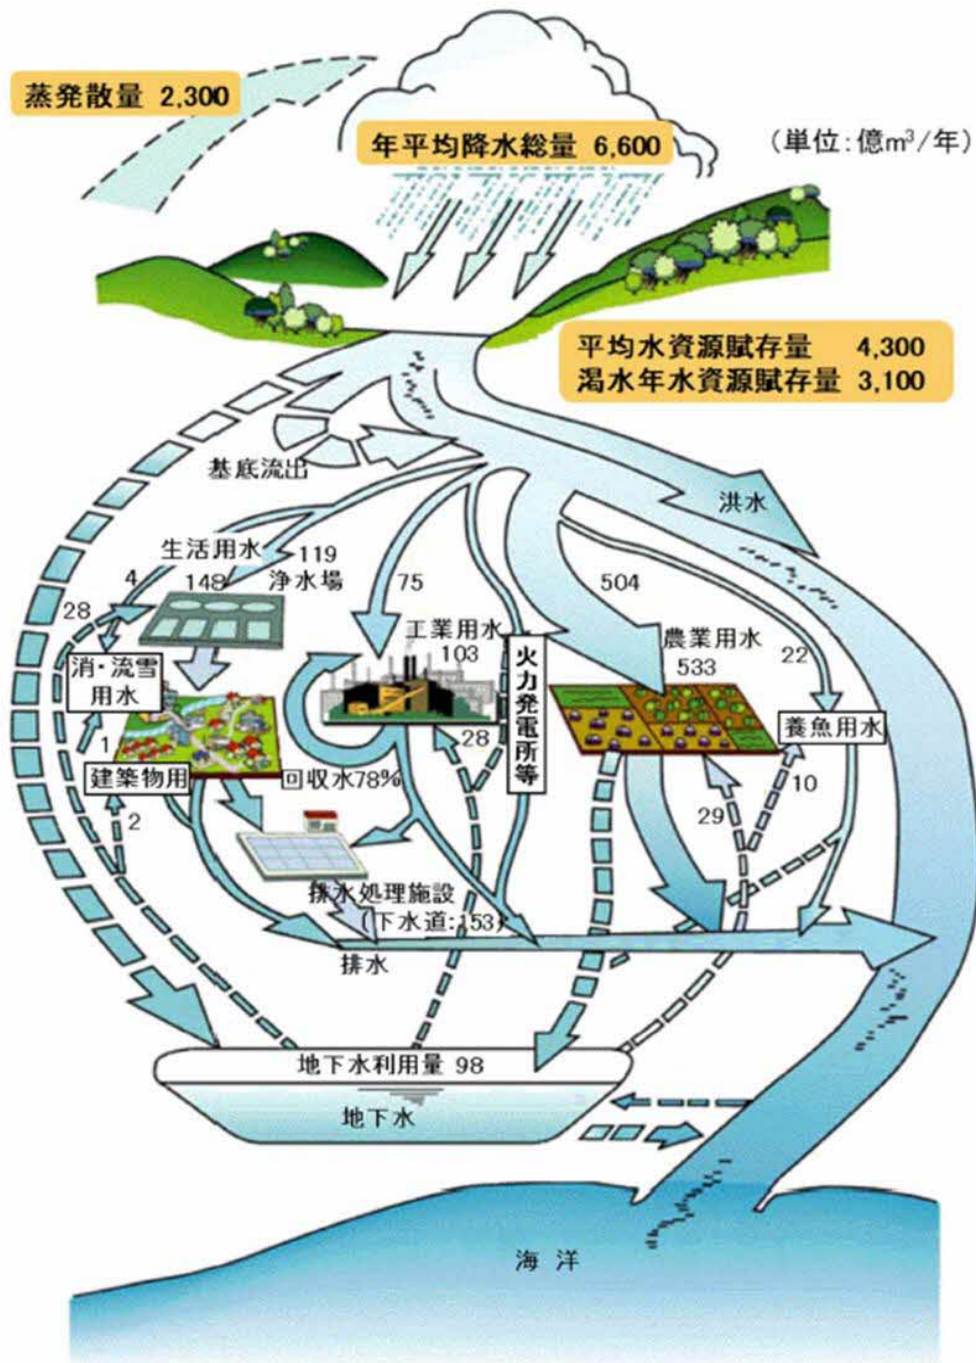 蒸発散量 2,300
年平均降水総量 6,600
(単位:億m³/年)
平均水資源賦存量 4,300
渇水年水資源賦存量 3,100
基底流出
洪水
生活用水
148
119
浄水場
4
28
75
504
工業用水
103
農業用水
533
22
消・流雪
用水
火力発電所等
養魚用水
1
建築物用
2
回収水78%
28
29
10
排水処理施設
(下水道:153)
排水
地下水利用量 98
地下水
海洋